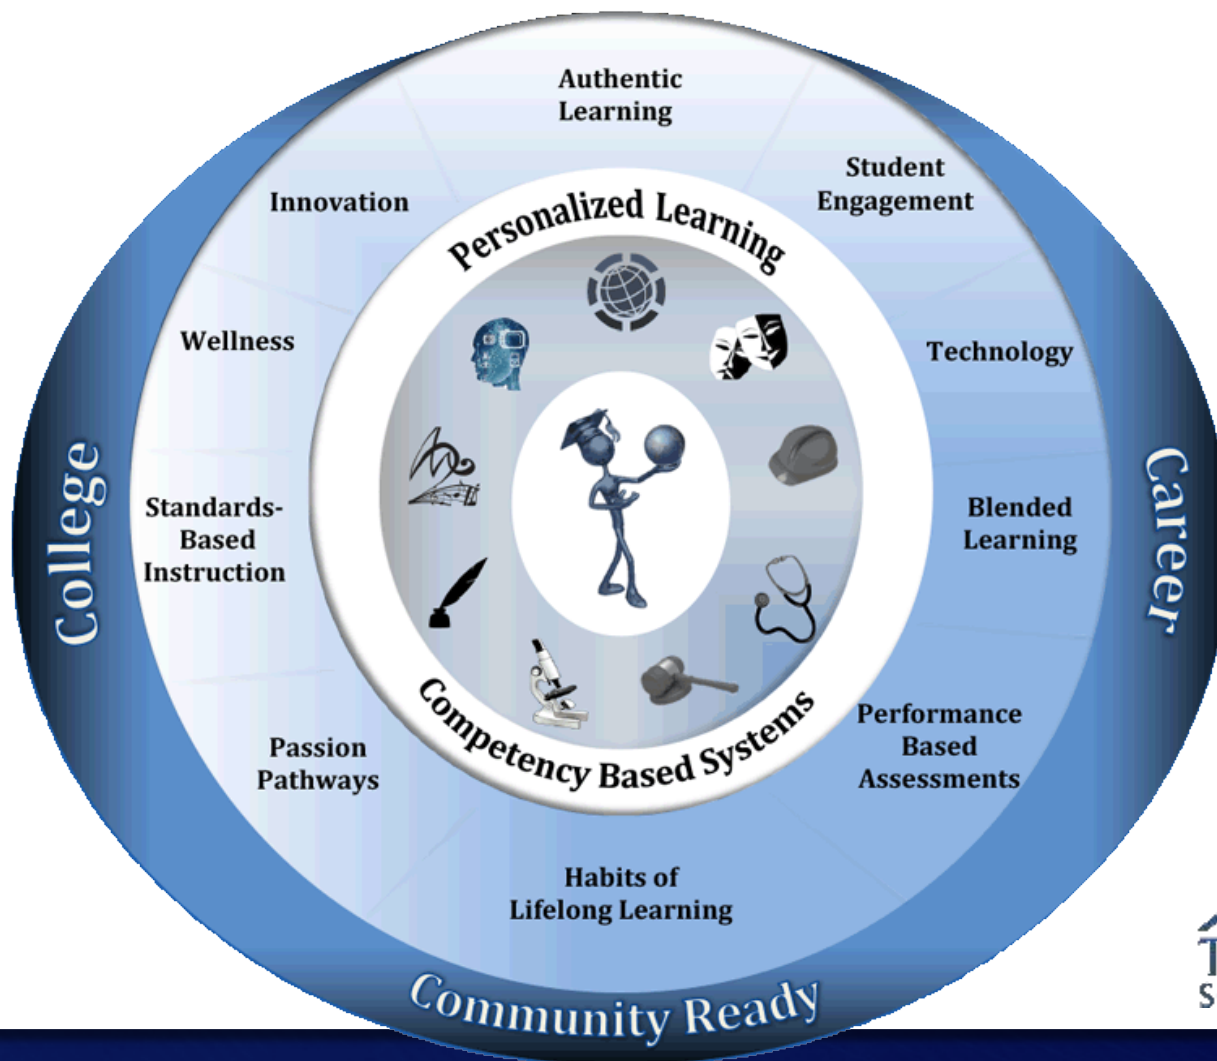 Authentic
Learning
Student
Engagement
Innovation
Personalized Learning
Wellness
Technology
College
Career
Standards-
Based
Instruction
Blended
Learning
Competency Based Systems
Performance
Based
Assessments
Passion
Pathways
Habits of
Lifelong Learning
Community Ready